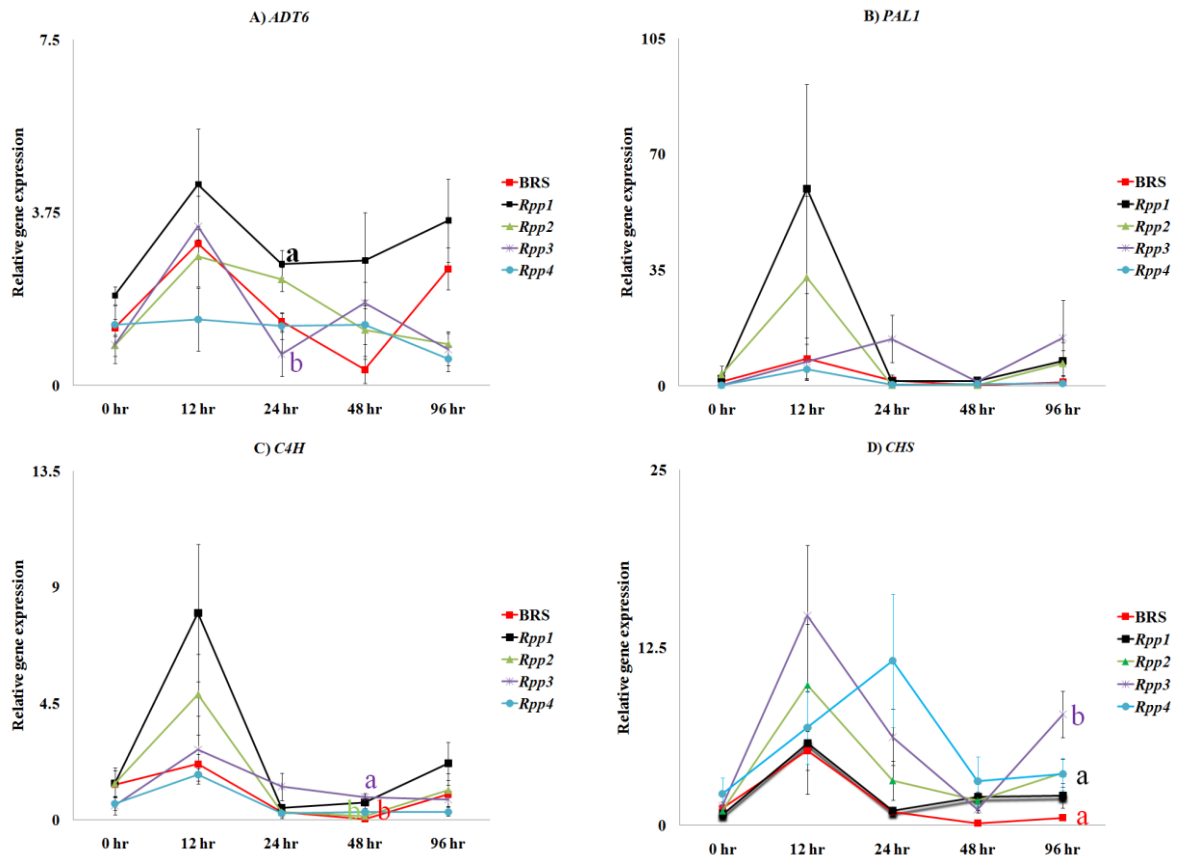 A) ADT6
7.5
3.75
0
Relative gene expression
a
b
0 hr 12 hr 24 hr 48 hr 96 hr
BRS
Rpp1
Rpp2
Rpp3
Rpp4
B) PAL1
105
70
35
0
Relative gene expression
0 hr 12 hr 24 hr 48 hr 96 hr
BRS
Rpp1
Rpp2
Rpp3
Rpp4
C) C4H
13.5
9
4.5
0
Relative gene expression
a
b b
0 hr 12 hr 24 hr 48 hr 96 hr
BRS
Rpp1
Rpp2
Rpp3
Rpp4
D) CHS
25
12.5
0
Relative gene expression
b
a
a
0 hr 12 hr 24 hr 48 hr 96 hr
BRS
Rpp1
Rpp2
Rpp3
Rpp4